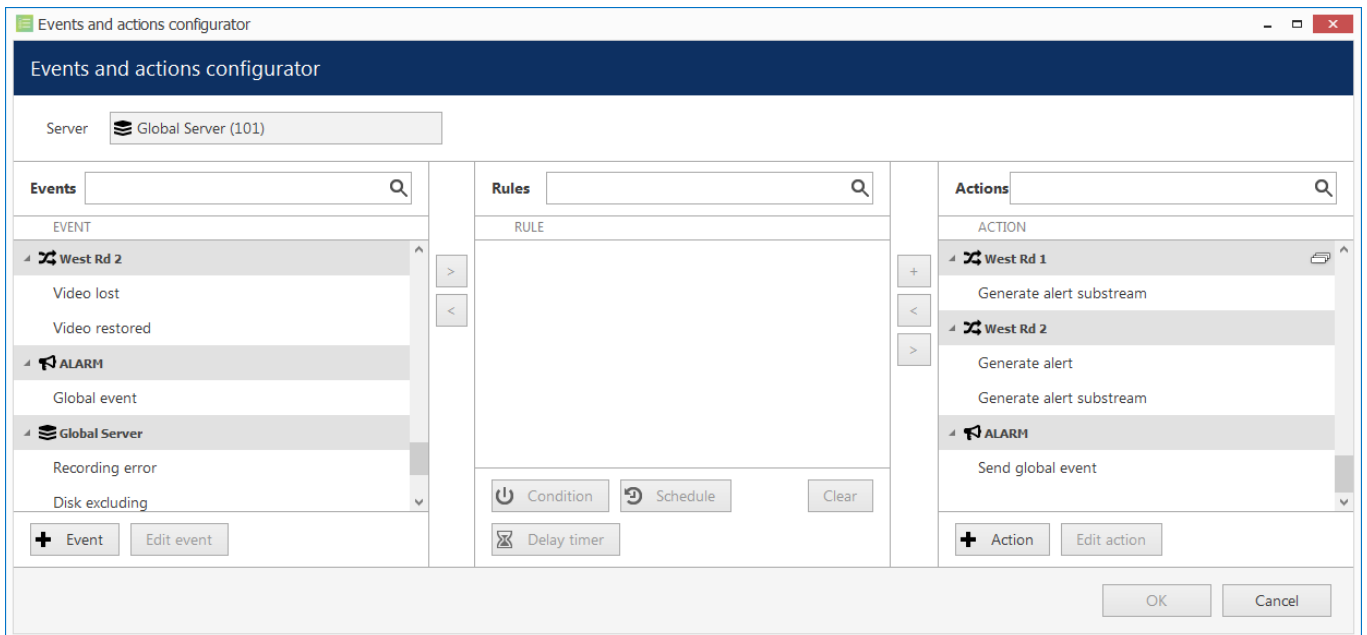 Events and actions configurator
Events and actions configurator
Server Global Server (101)
Events
EVENT
West Rd 2
Video lost
Video restored
ALARM
Global event
Global Server
Recording error
Disk excluding
+ Event Edit event
>
<
Rules
RULE
Condition Schedule Clear
Delay timer
+
<
>
Actions
ACTION
West Rd 1
Generate alert substream
West Rd 2
Generate alert
Generate alert substream
ALARM
Send global event
+ Action Edit action
OK Cancel